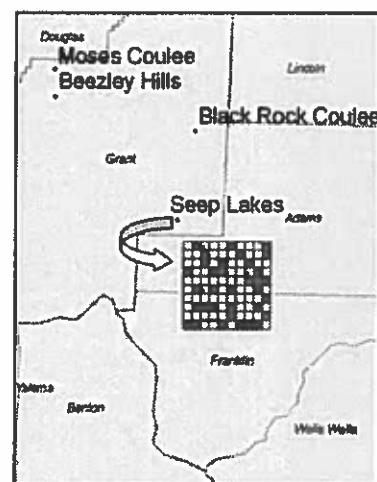 Douglas
Moses Coulee
Lincoln
Beezley Hills
Black Rock Coulee
Grant
Seep Lakes
Adams
Franklin
Yakima
Benton
Walla Walla